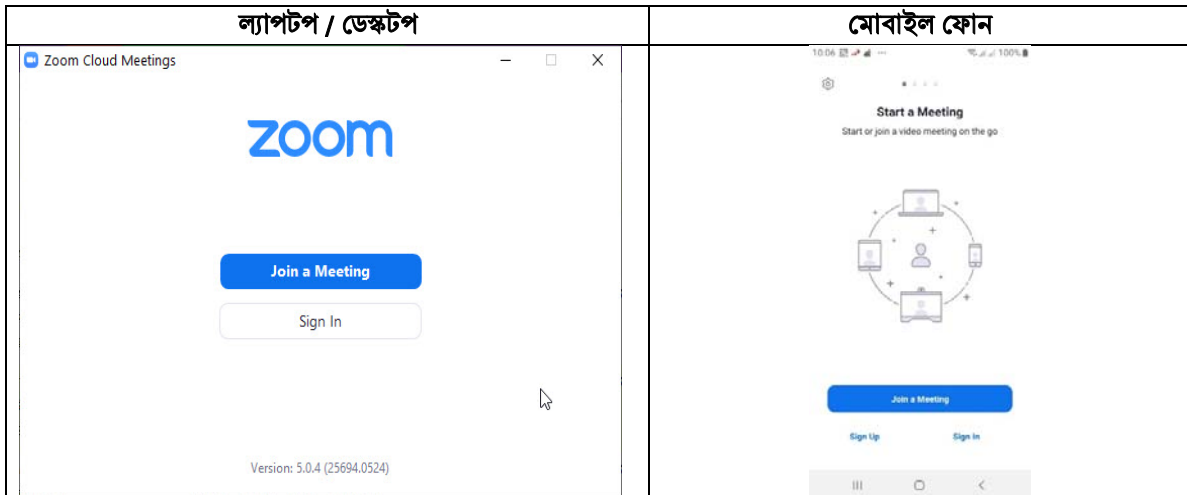 ল্যাপটপ / ডেস্কটপ
মোবাইল ফোন
Zoom Cloud Meetings
zoom
Join a Meeting
Sign In
Version: 5.0.4 (25694.0524)
10:06
100%
Start a Meeting
Start or join a video meeting on the go
Join a Meeting
Sign Up
Sign In